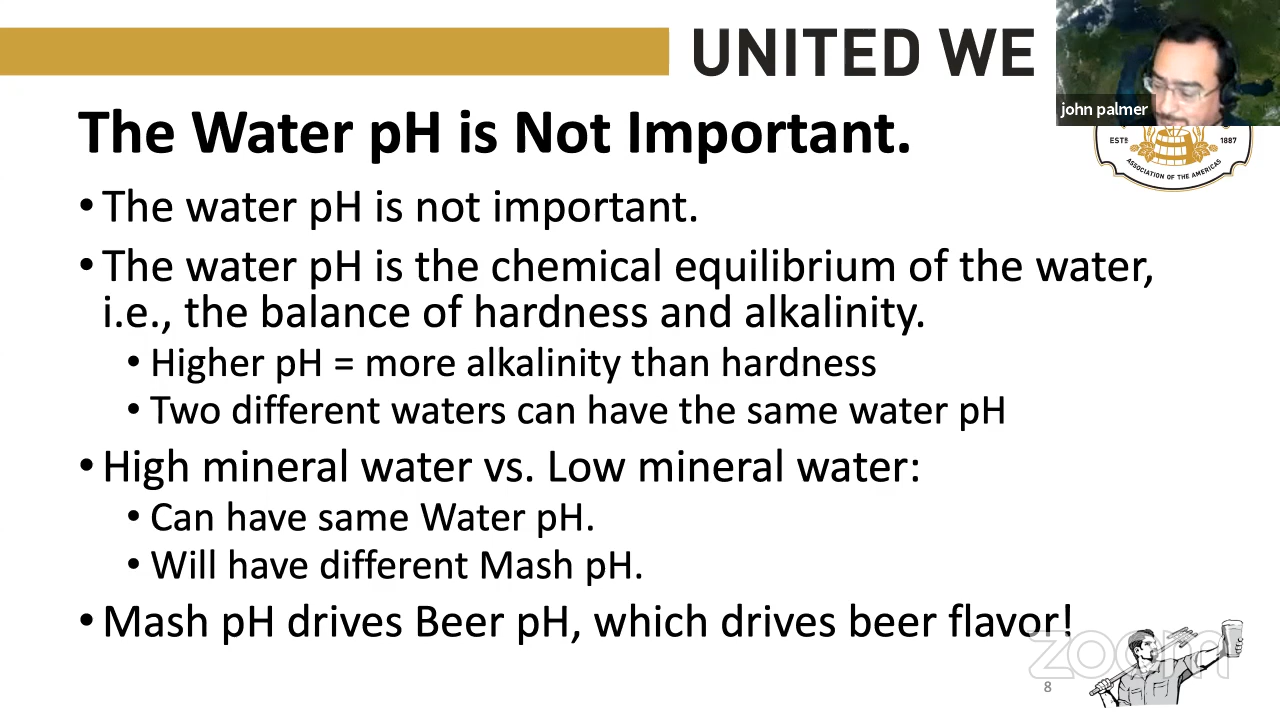 UNITED WE
john palmer
ESTD 1887
ASSOCIATION OF THE AMERICAS
The Water pH is Not Important.
• The water pH is not important.
• The water pH is the chemical equilibrium of the water,
i.e., the balance of hardness and alkalinity.
• Higher pH = more alkalinity than hardness
• Two different waters can have the same water pH
• High mineral water vs. Low mineral water:
• Can have same Water pH.
• Will have different Mash pH.
• Mash pH drives Beer pH, which drives beer flavor!
zoom
8